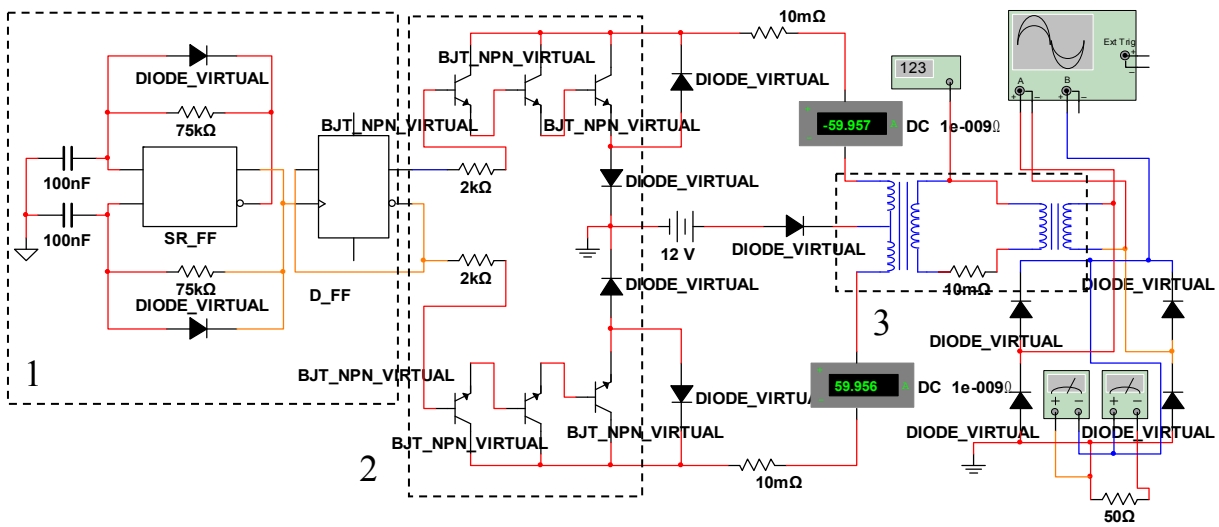 10mΩ
DIODE_VIRTUAL
75kΩ
100nF
100nF
SR_FF
75kΩ
DIODE_VIRTUAL
1
BJT_NPN_VIRTUAL
BJT_NPN_VIRTUAL
BJT_NPN_VIRTUAL
DIODE_VIRTUAL
2kΩ
DIODE_VIRTUAL
D_FF
2kΩ
12 V
DIODE_VIRTUAL
DIODE_VIRTUAL
BJT_NPN_VIRTUAL
BJT_NPN_VIRTUAL
BJT_NPN_VIRTUAL
DIODE_VIRTUAL
2
10mΩ
123
-59.957 A DC 1e-009Ω
10mΩ
3
59.956 A DC 1e-009Ω
Ext Trig
A
B
DIODE_VIRTUAL
DIODE_VIRTUAL
DIODE_VIRTUAL
DIODE_VIRTUAL
50Ω